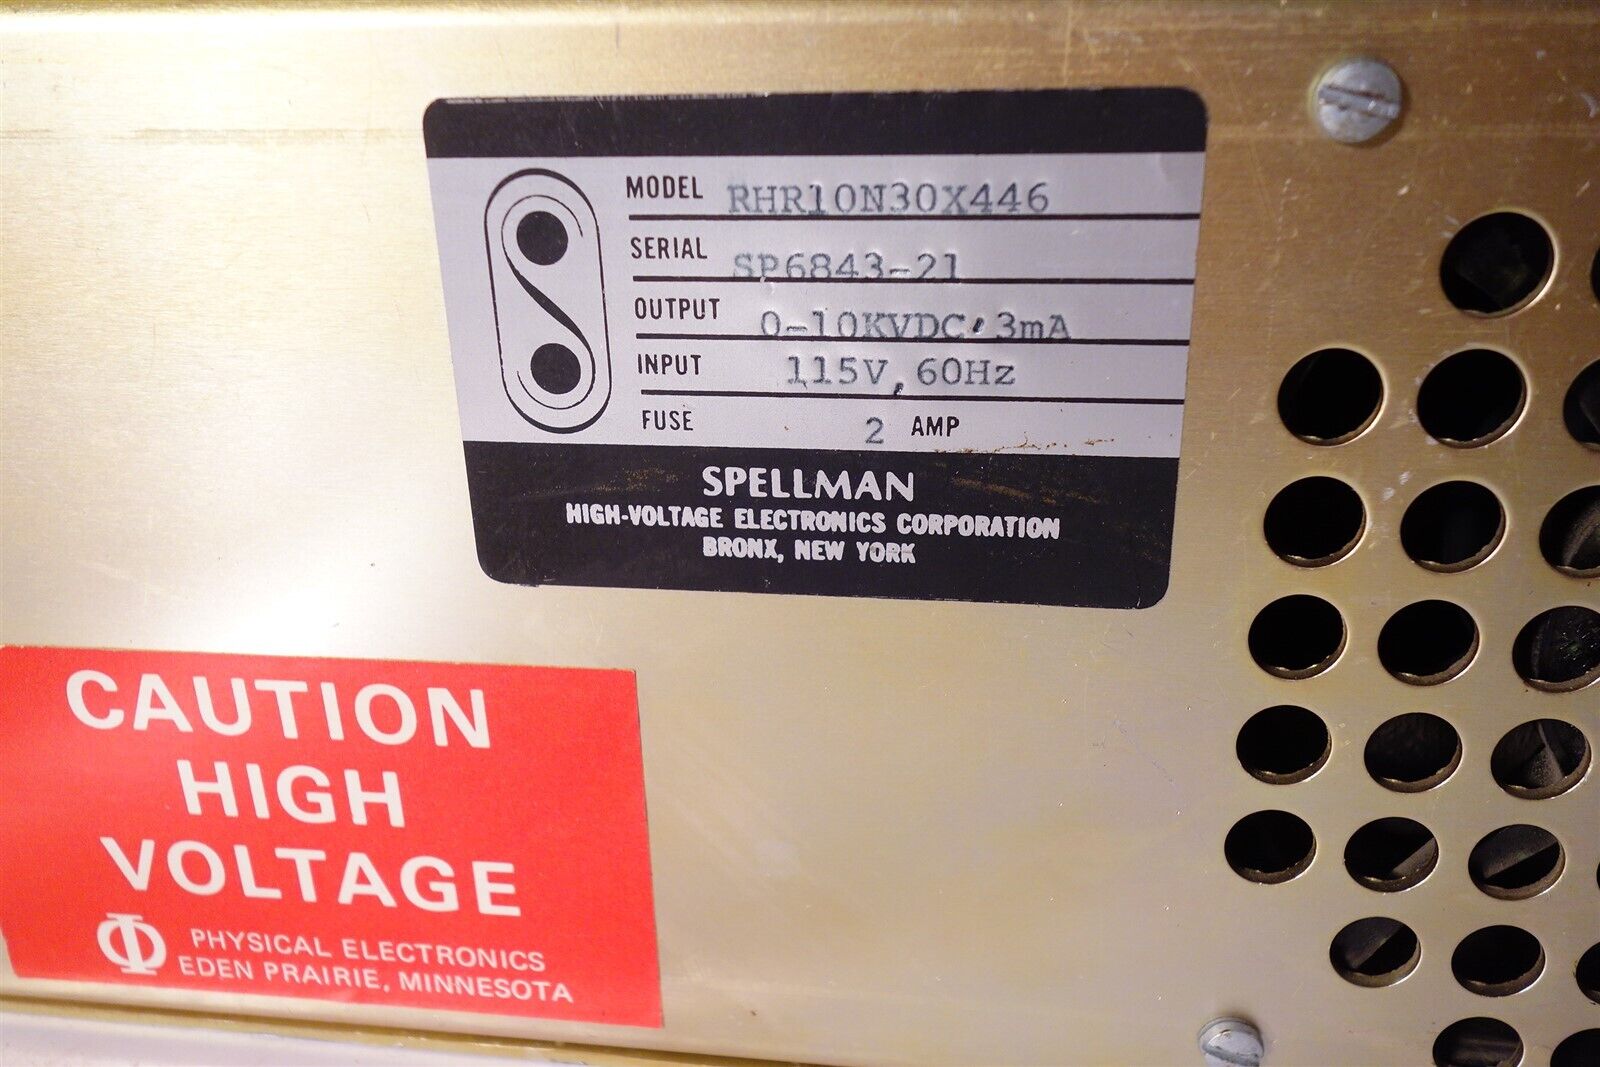 MODEL RHR10N30X446
SERIAL SP6843-21
OUTPUT 0-10KVDC, 3mA
INPUT 115V, 60Hz
FUSE 2 AMP
SPELLMAN
HIGH-VOLTAGE ELECTRONICS CORPORATION
BRONX, NEW YORK
CAUTION
HIGH
VOLTAGE
PHYSICAL ELECTRONICS
EDEN PRAIRIE, MINNESOTA